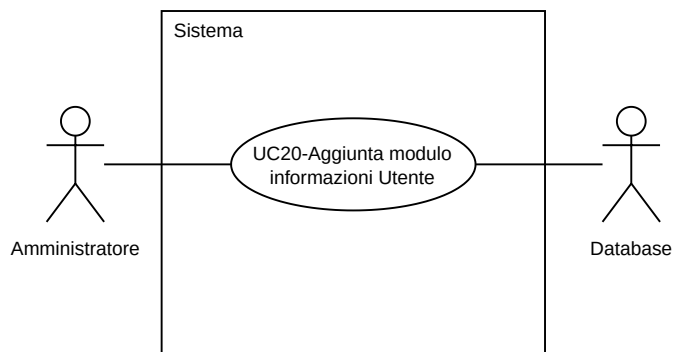 Sistema
UC20-Aggiunta modulo
informazioni Utente
Amministratore
Database